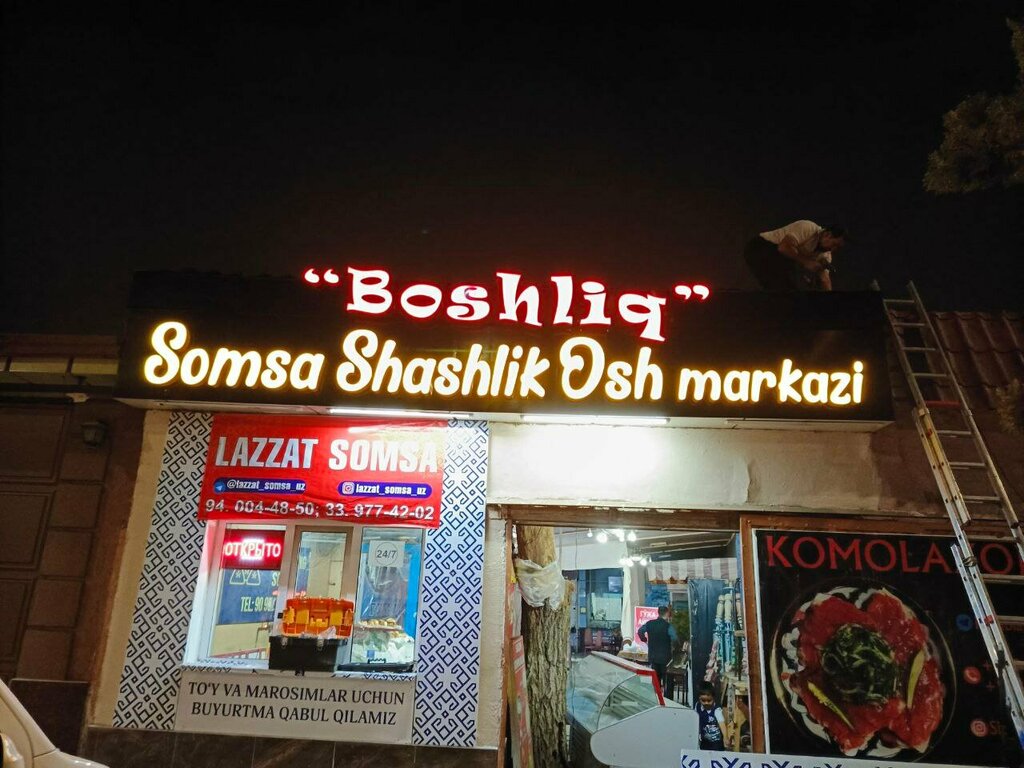 “Boshliq”
Somsa Shashlik Osh markazi
LAZZAT SOMSA
@lazzat_somsa_uz
lazzat_somsa_uz
94. 004-48-50; 33. 977-42-02
ОТКРЫТО
24/7
TO'Y VA MAROSIMLAR UCHUN
BUYURTMA QABUL QILAMIZ